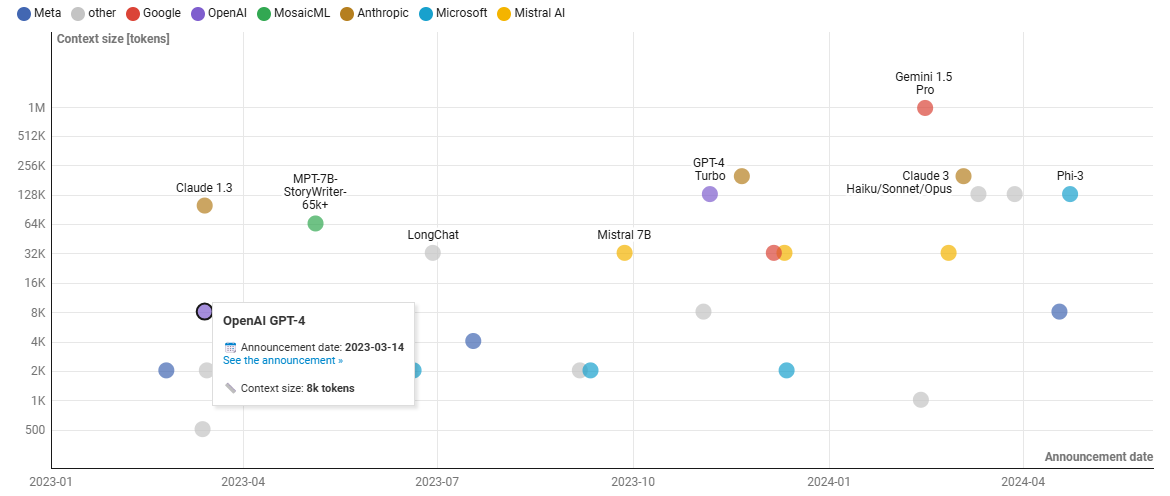 Meta other Google OpenAI MosaicML Anthropic Microsoft Mistral AI
Context size [tokens]
Gemini 1.5
Pro
1M
512K
256K
128K
64K
32K
16K
8K
4K
2K
1K
500
GPT-4
Turbo
Claude 3
Haiku/Sonnet/Opus
Phi-3
MPT-7B-
StoryWriter-
65k+
Claude 1.3
LongChat
Mistral 7B
OpenAI GPT-4
Announcement date: 2023-03-14
See the announcement »
Context size: 8k tokens
Announcement date
2023-01 2023-04 2023-07 2023-10 2024-01 2024-04